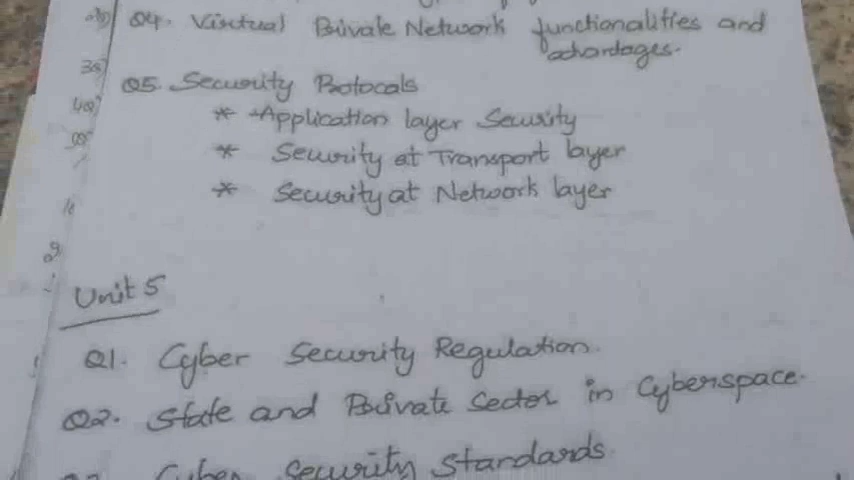 Q4. Virtual Private Network functionalities and
advantages.
Q5. Security Protocals
* Application layer Security
* Security at Transport layer
* Security at Network layer
Unit 5
Q1. Cyber Security Regulation.
Q2. State and Private Sector in Cyberspace.
Cyber Security Standards